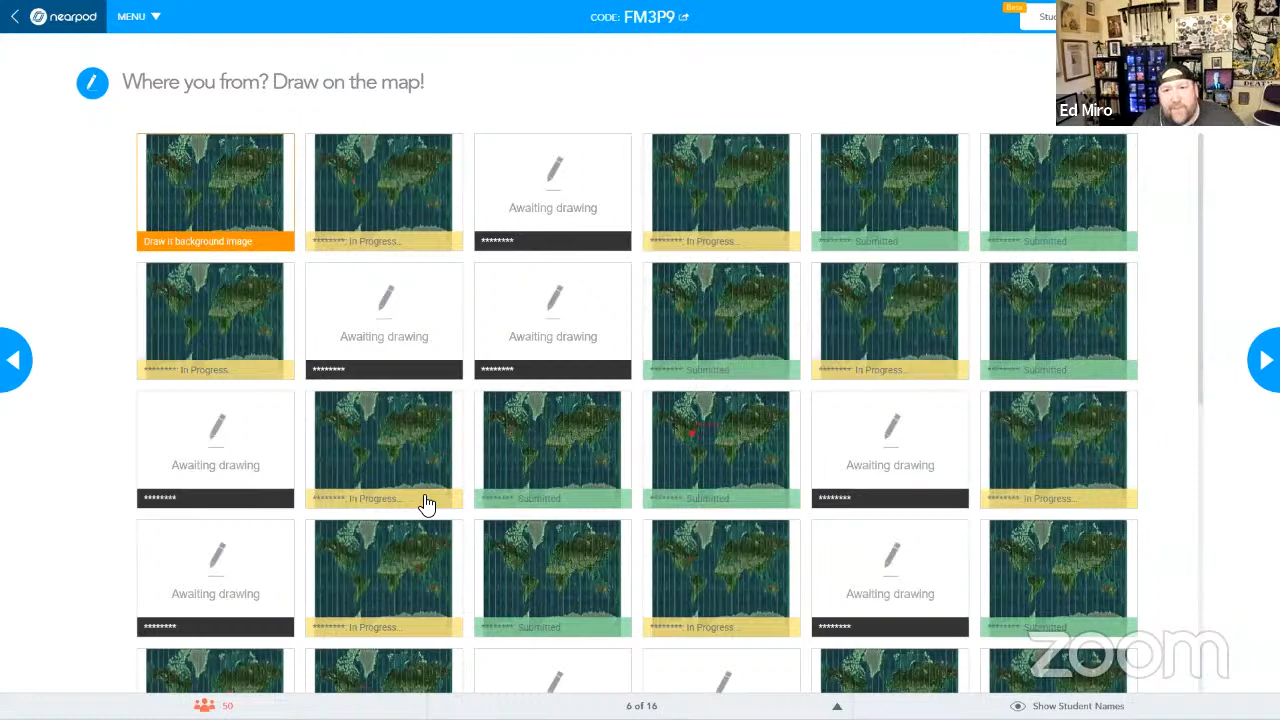 nearpod
MENU
CODE: FM3P9
Beta
Stu
Ed Miro
DEATH
Where you from? Draw on the map!
Draw it background image
******** In Progress...
Awaiting drawing
********
******** In Progress...
******** Submitted
******** Submitted
******** In Progress...
Awaiting drawing
********
Awaiting drawing
********
******** Submitted
******** In Progress...
******** Submitted
Awaiting drawing
********
******** In Progress...
******** Submitted
******** Submitted
Awaiting drawing
********
******** In Progress...
Awaiting drawing
********
******** In Progress...
******** Submitted
******** In Progress...
Awaiting drawing
********
******** Submitted
zoom
50
6 of 16
Show Student Names